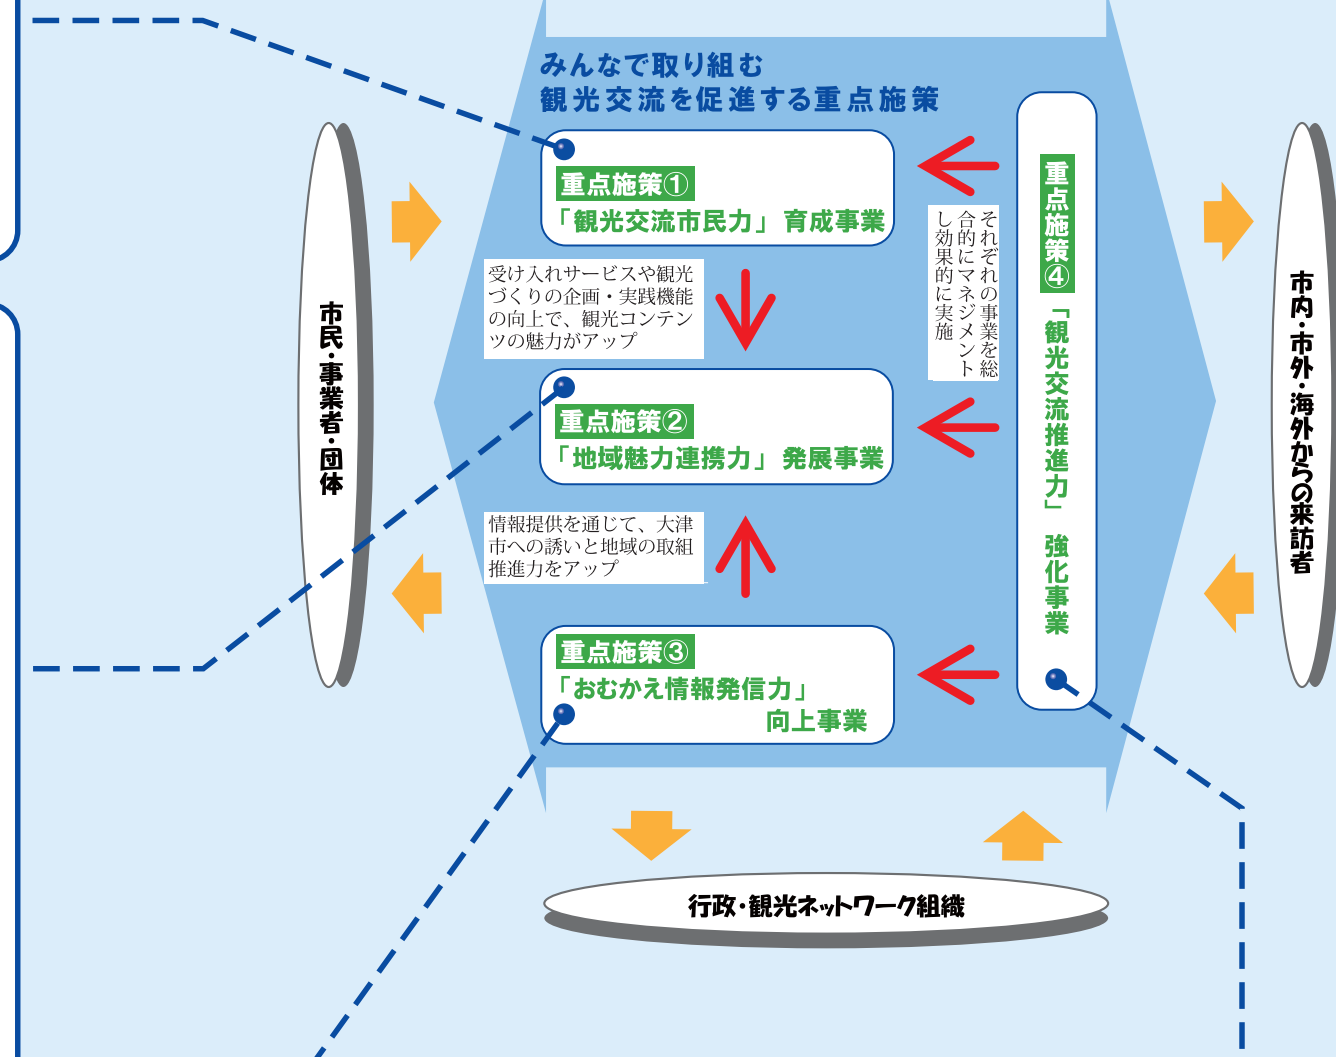 みんなで取り組む
観光交流を促進する重点施策
重点施策①
「観光交流市民力」育成事業
受け入れサービスや観光
づくりの企画・実践機能
の向上で、観光コンテン
ツの魅力がアップ
重点施策②
「地域魅力連携力」発展事業
情報提供を通じて、大津
市への誘いと地域の取組
推進力をアップ
重点施策③
「おむかえ情報発信力」
向上事業
それぞれの事業を総
合的にマネジメント
し効果的に実施
重点施策④「観光交流推進力」 強化事業
市民・事業者・団体
市内・市外・海外からの来訪者
行政・観光ネットワーク組織